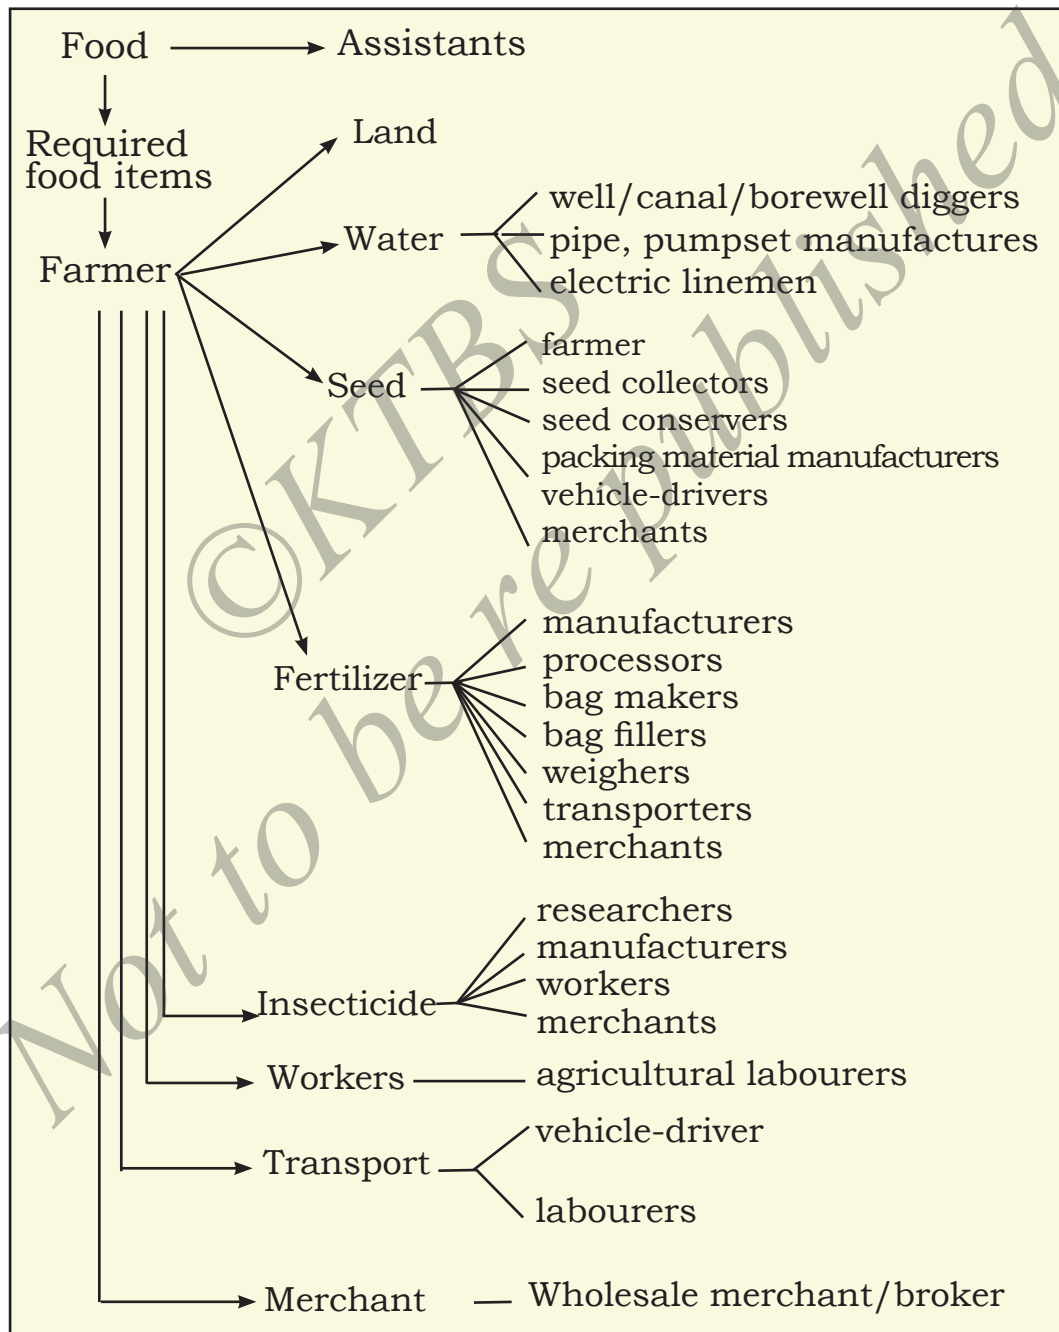 Food
Assistants
Required
food items
Land
Water
well/canal/borewell diggers
pipe, pumpset manufactures
electric linemen
Farmer
Seed
farmer
seed collectors
seed conservers
packing material manufacturers
vehicle-drivers
merchants
Fertilizer
manufacturers
processors
bag makers
bag fillers
weighers
transporters
merchants
Insecticide
researchers
manufacturers
workers
merchants
Workers
agricultural labourers
Transport
vehicle-driver
labourers
Merchant
Wholesale merchant/broker
©KTBS
Not to be re published